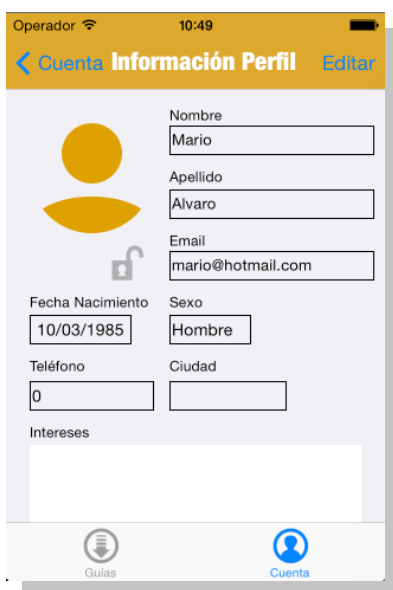 Operador 10:49
Cuenta Información Perfil Editar
Nombre
Mario
Apellido
Alvaro
Email
mario@hotmail.com
Fecha Nacimiento Sexo
10/03/1985 Hombre
Teléfono Ciudad
0
Intereses
Guías Cuenta